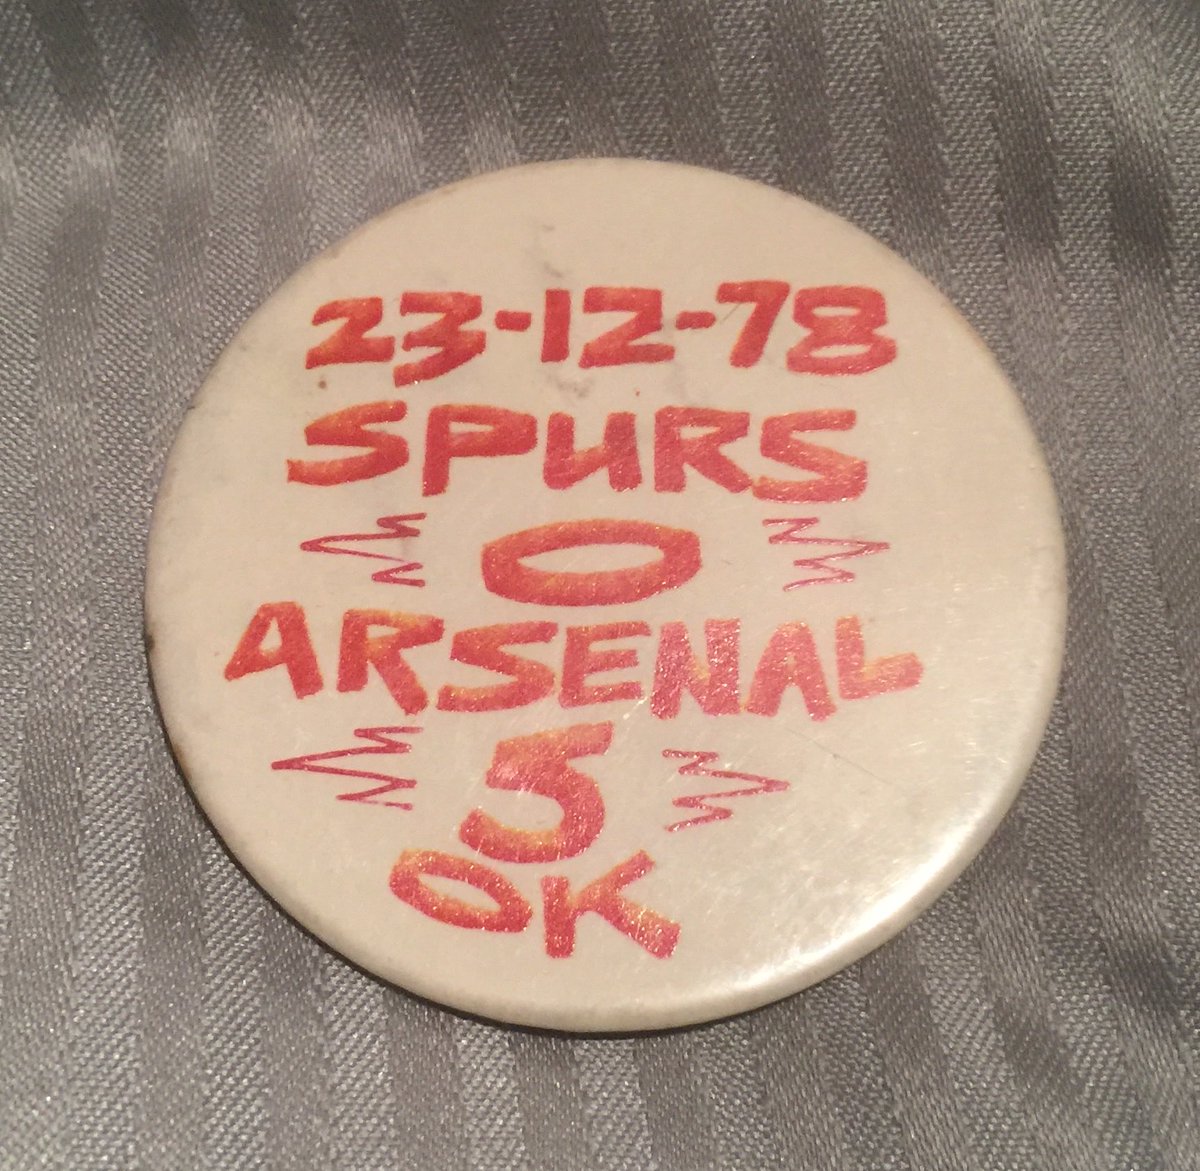 23-12-78
SPURS
0
ARSENAL
5
OK